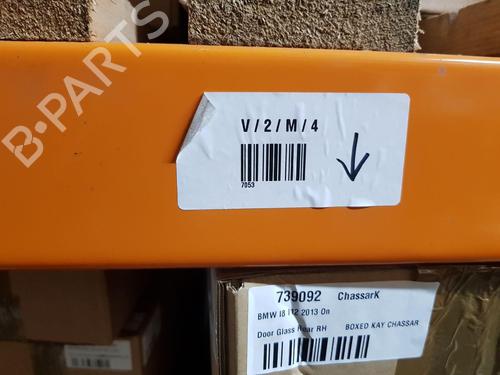 B-PARTS
V / 2 / M / 4
7053
739092 ChassarK
BMW I8 I12 2013 On
Door Glass Rear RH BOXED KAY CHASSAR